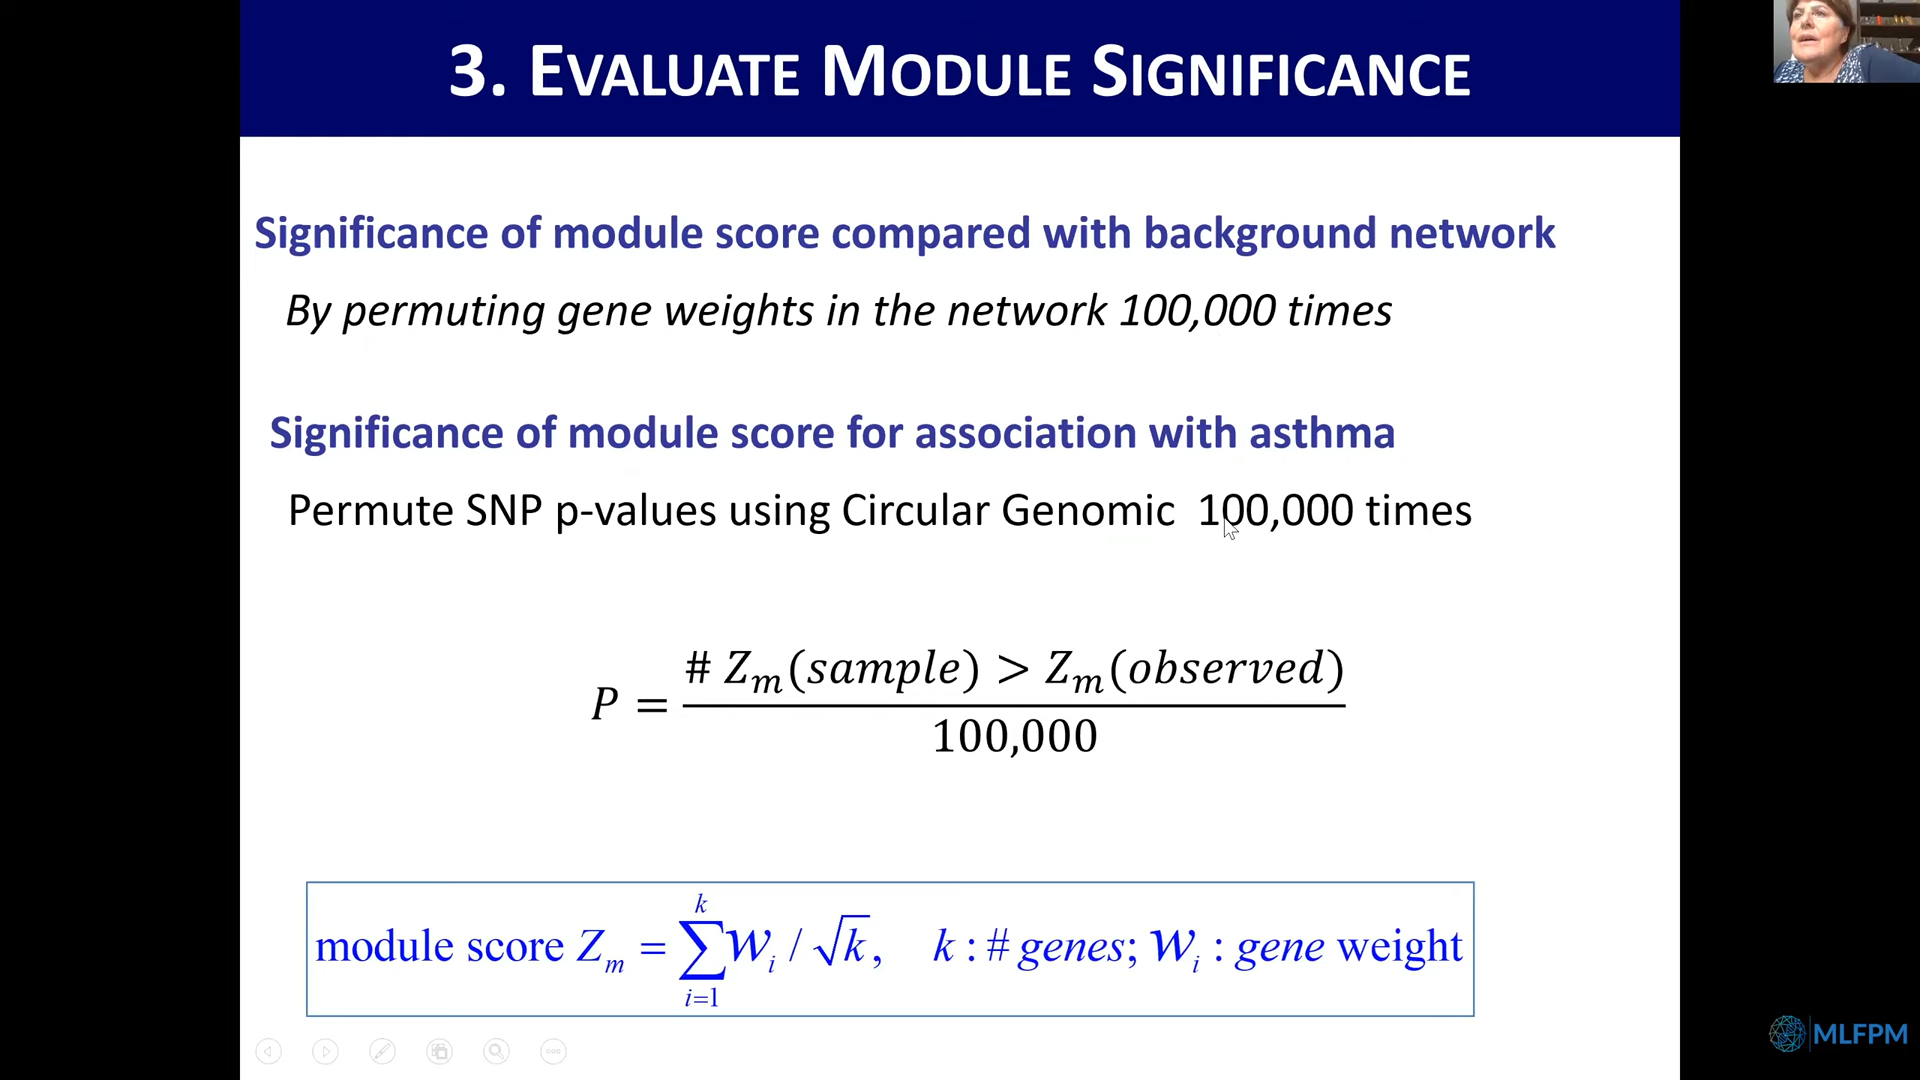 3. EVALUATE MODULE SIGNIFICANCE
Significance of module score compared with background network
By permuting gene weights in the network 100,000 times
Significance of module score for association with asthma
Permute SNP p-values using Circular Genomic 100,000 times
P = # Z_m(sample) > Z_m(observed) / 100,000
module score Z_m = ∑_{i=1}^{k} W_i / √k, k : # genes; W_i : gene weight
MLFPM